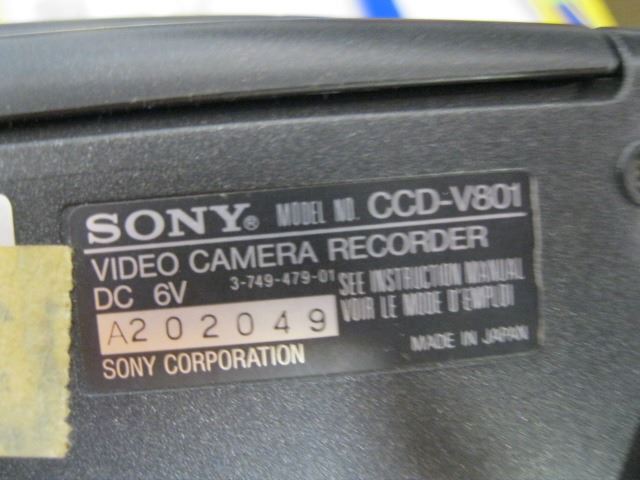 SONY® MODEL NO. CCD-V801
VIDEO CAMERA RECORDER
DC 6V 3-749-479-01 SEE INSTRUCTION MANUAL
VOIR LE MODE D'EMPLOI
A202049
SONY CORPORATION MADE IN JAPAN